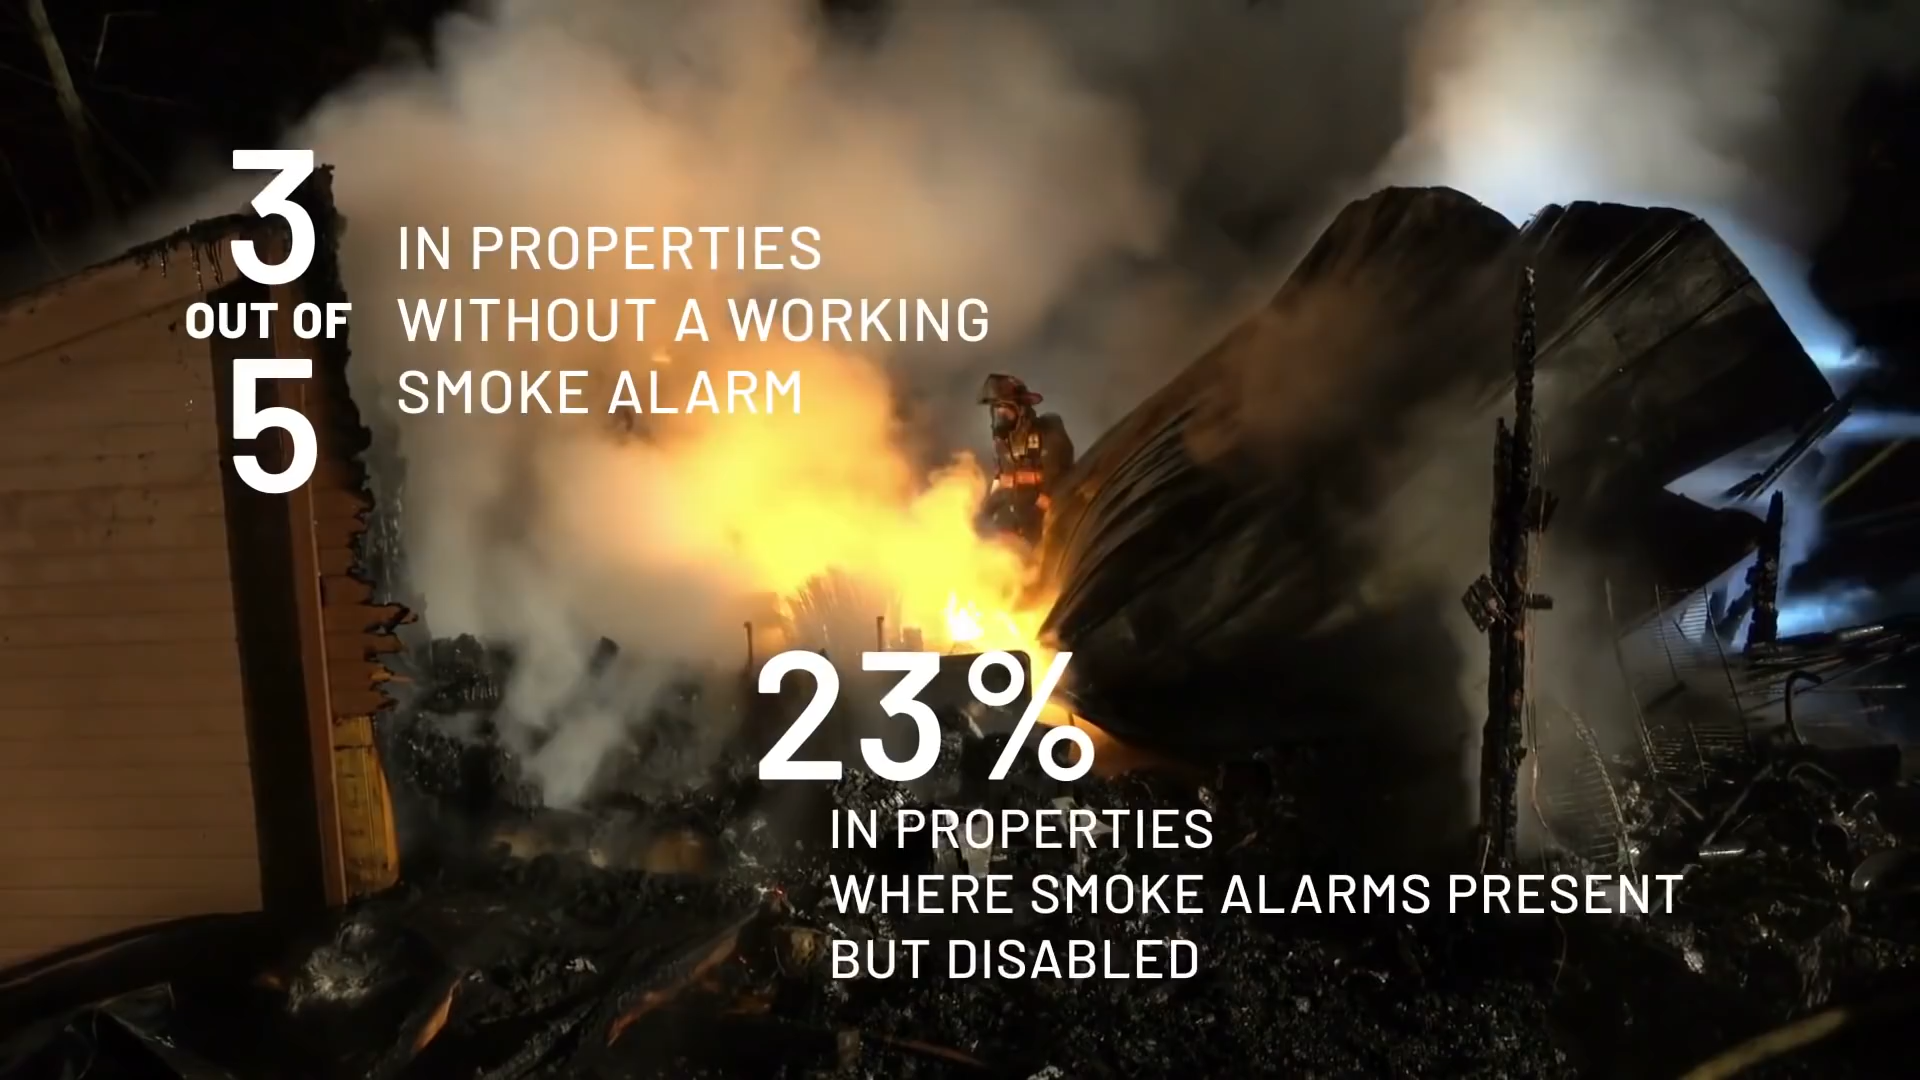 3
OUT OF
5
IN PROPERTIES
WITHOUT A WORKING
SMOKE ALARM
23%
IN PROPERTIES
WHERE SMOKE ALARMS PRESENT
BUT DISABLED